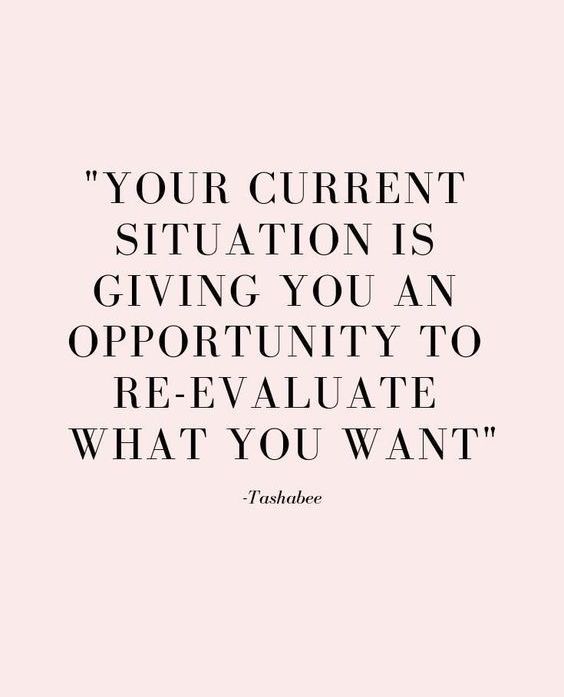 "YOUR CURRENT
SITUATION IS
GIVING YOU AN
OPPORTUNITY TO
RE-EVALUATE
WHAT YOU WANT"
-Tashabee